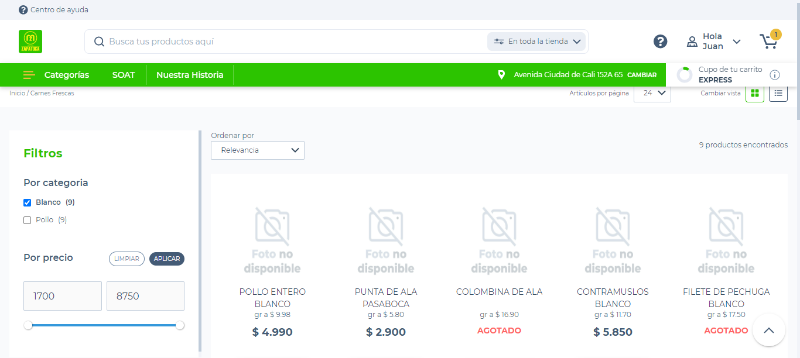 Centro de ayuda
Busca tus productos aquí
En toda la tienda
Hola
Juan
1
Categorías
SOAT
Nuestra Historia
Avenida Ciudad de Cali 152A 65 CAMBIAR
Cupo de tu carrito
EXPRESS
Inicio / Carnes Frescas
Artículos por página
24
Cambiar vista
Filtros
Por categoría
Blanco (9)
Pollo (9)
Por precio
LIMPIAR
APLICAR
1700
8750
Ordenar por
Relevancia
9 productos encontrados
Foto no
disponible
POLLO ENTERO
BLANCO
gr a $ 9.98
$ 4.990
Foto no
disponible
PUNTA DE ALA
PASABOCA
gr a $ 5.80
$ 2.900
Foto no
disponible
COLOMBINA DE ALA
gr a $ 16.90
AGOTADO
Foto no
disponible
CONTRAMUSLOS
BLANCO
gr a $ 11.70
$ 5.850
Foto no
disponible
FILETE DE PECHUGA
BLANCO
gr a $ 17.50
AGOTADO